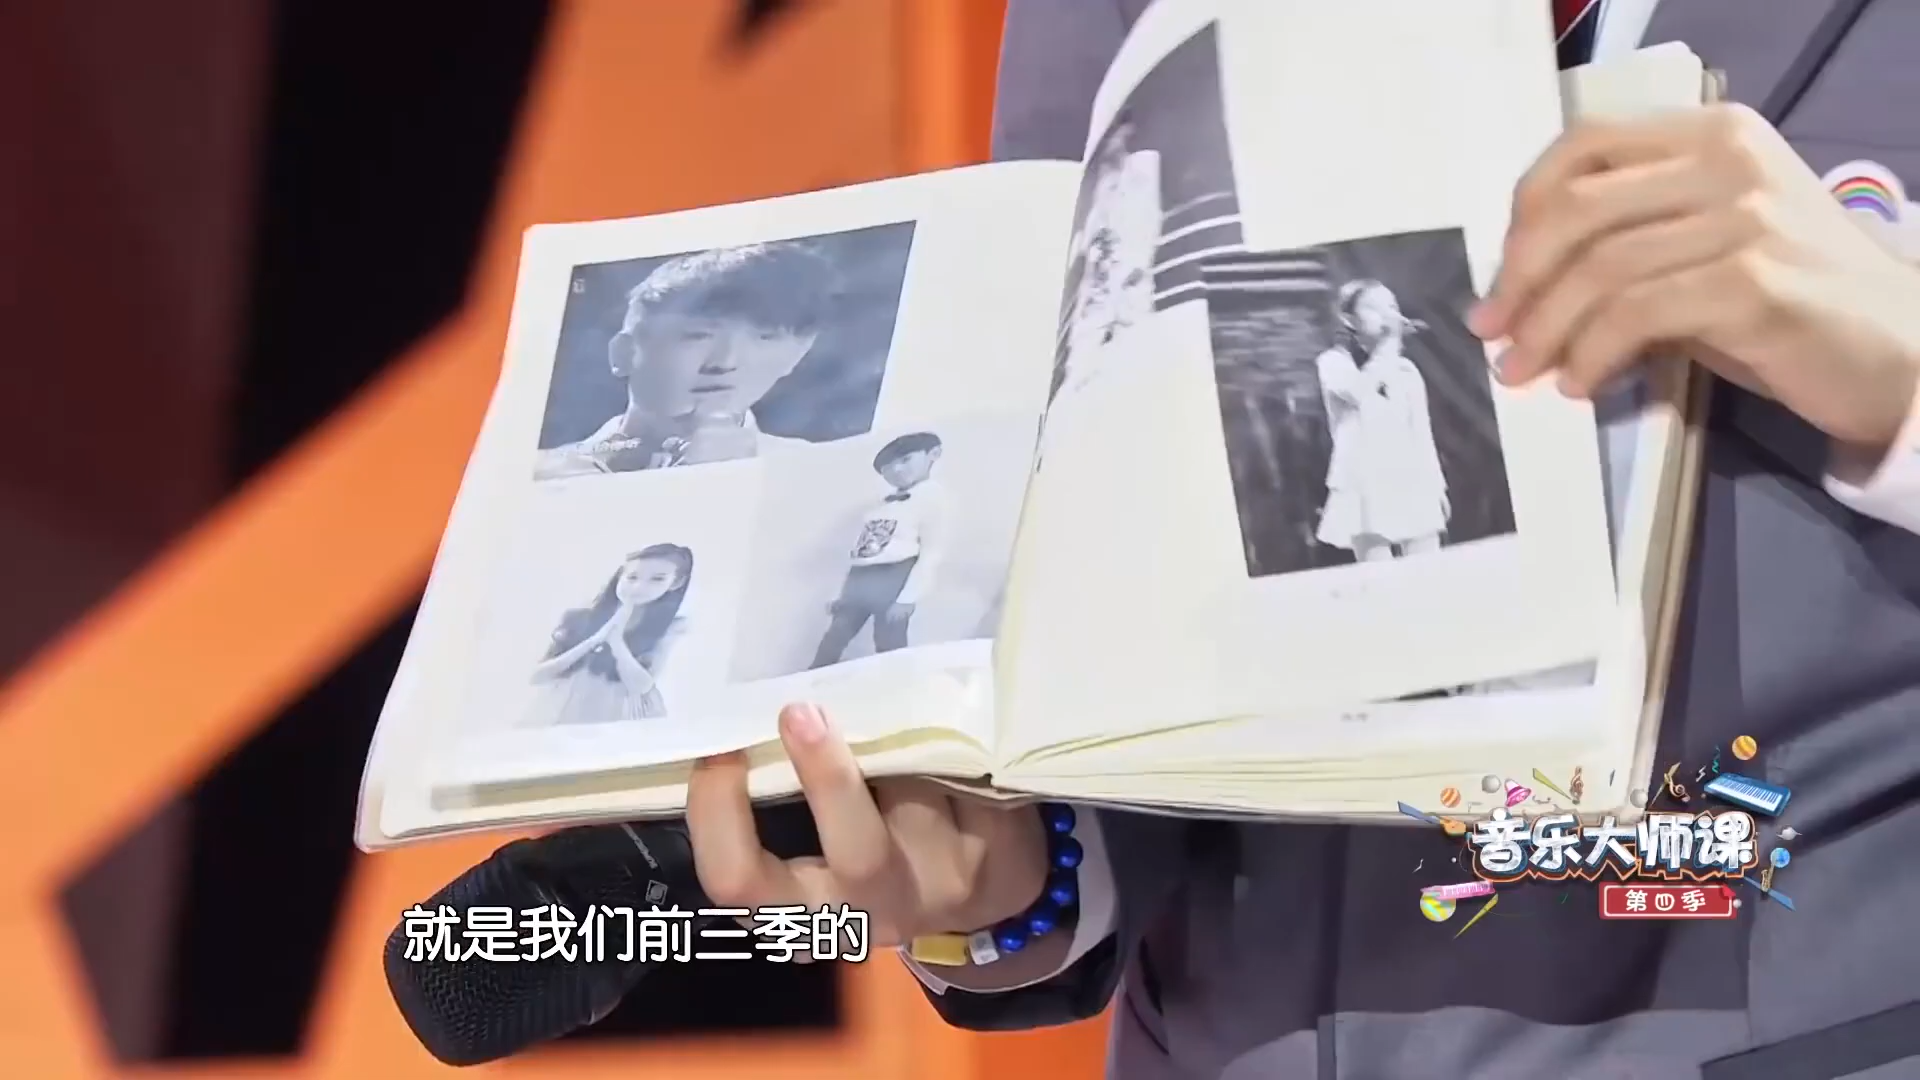 音乐大师课
第四季
就是我们前三季的